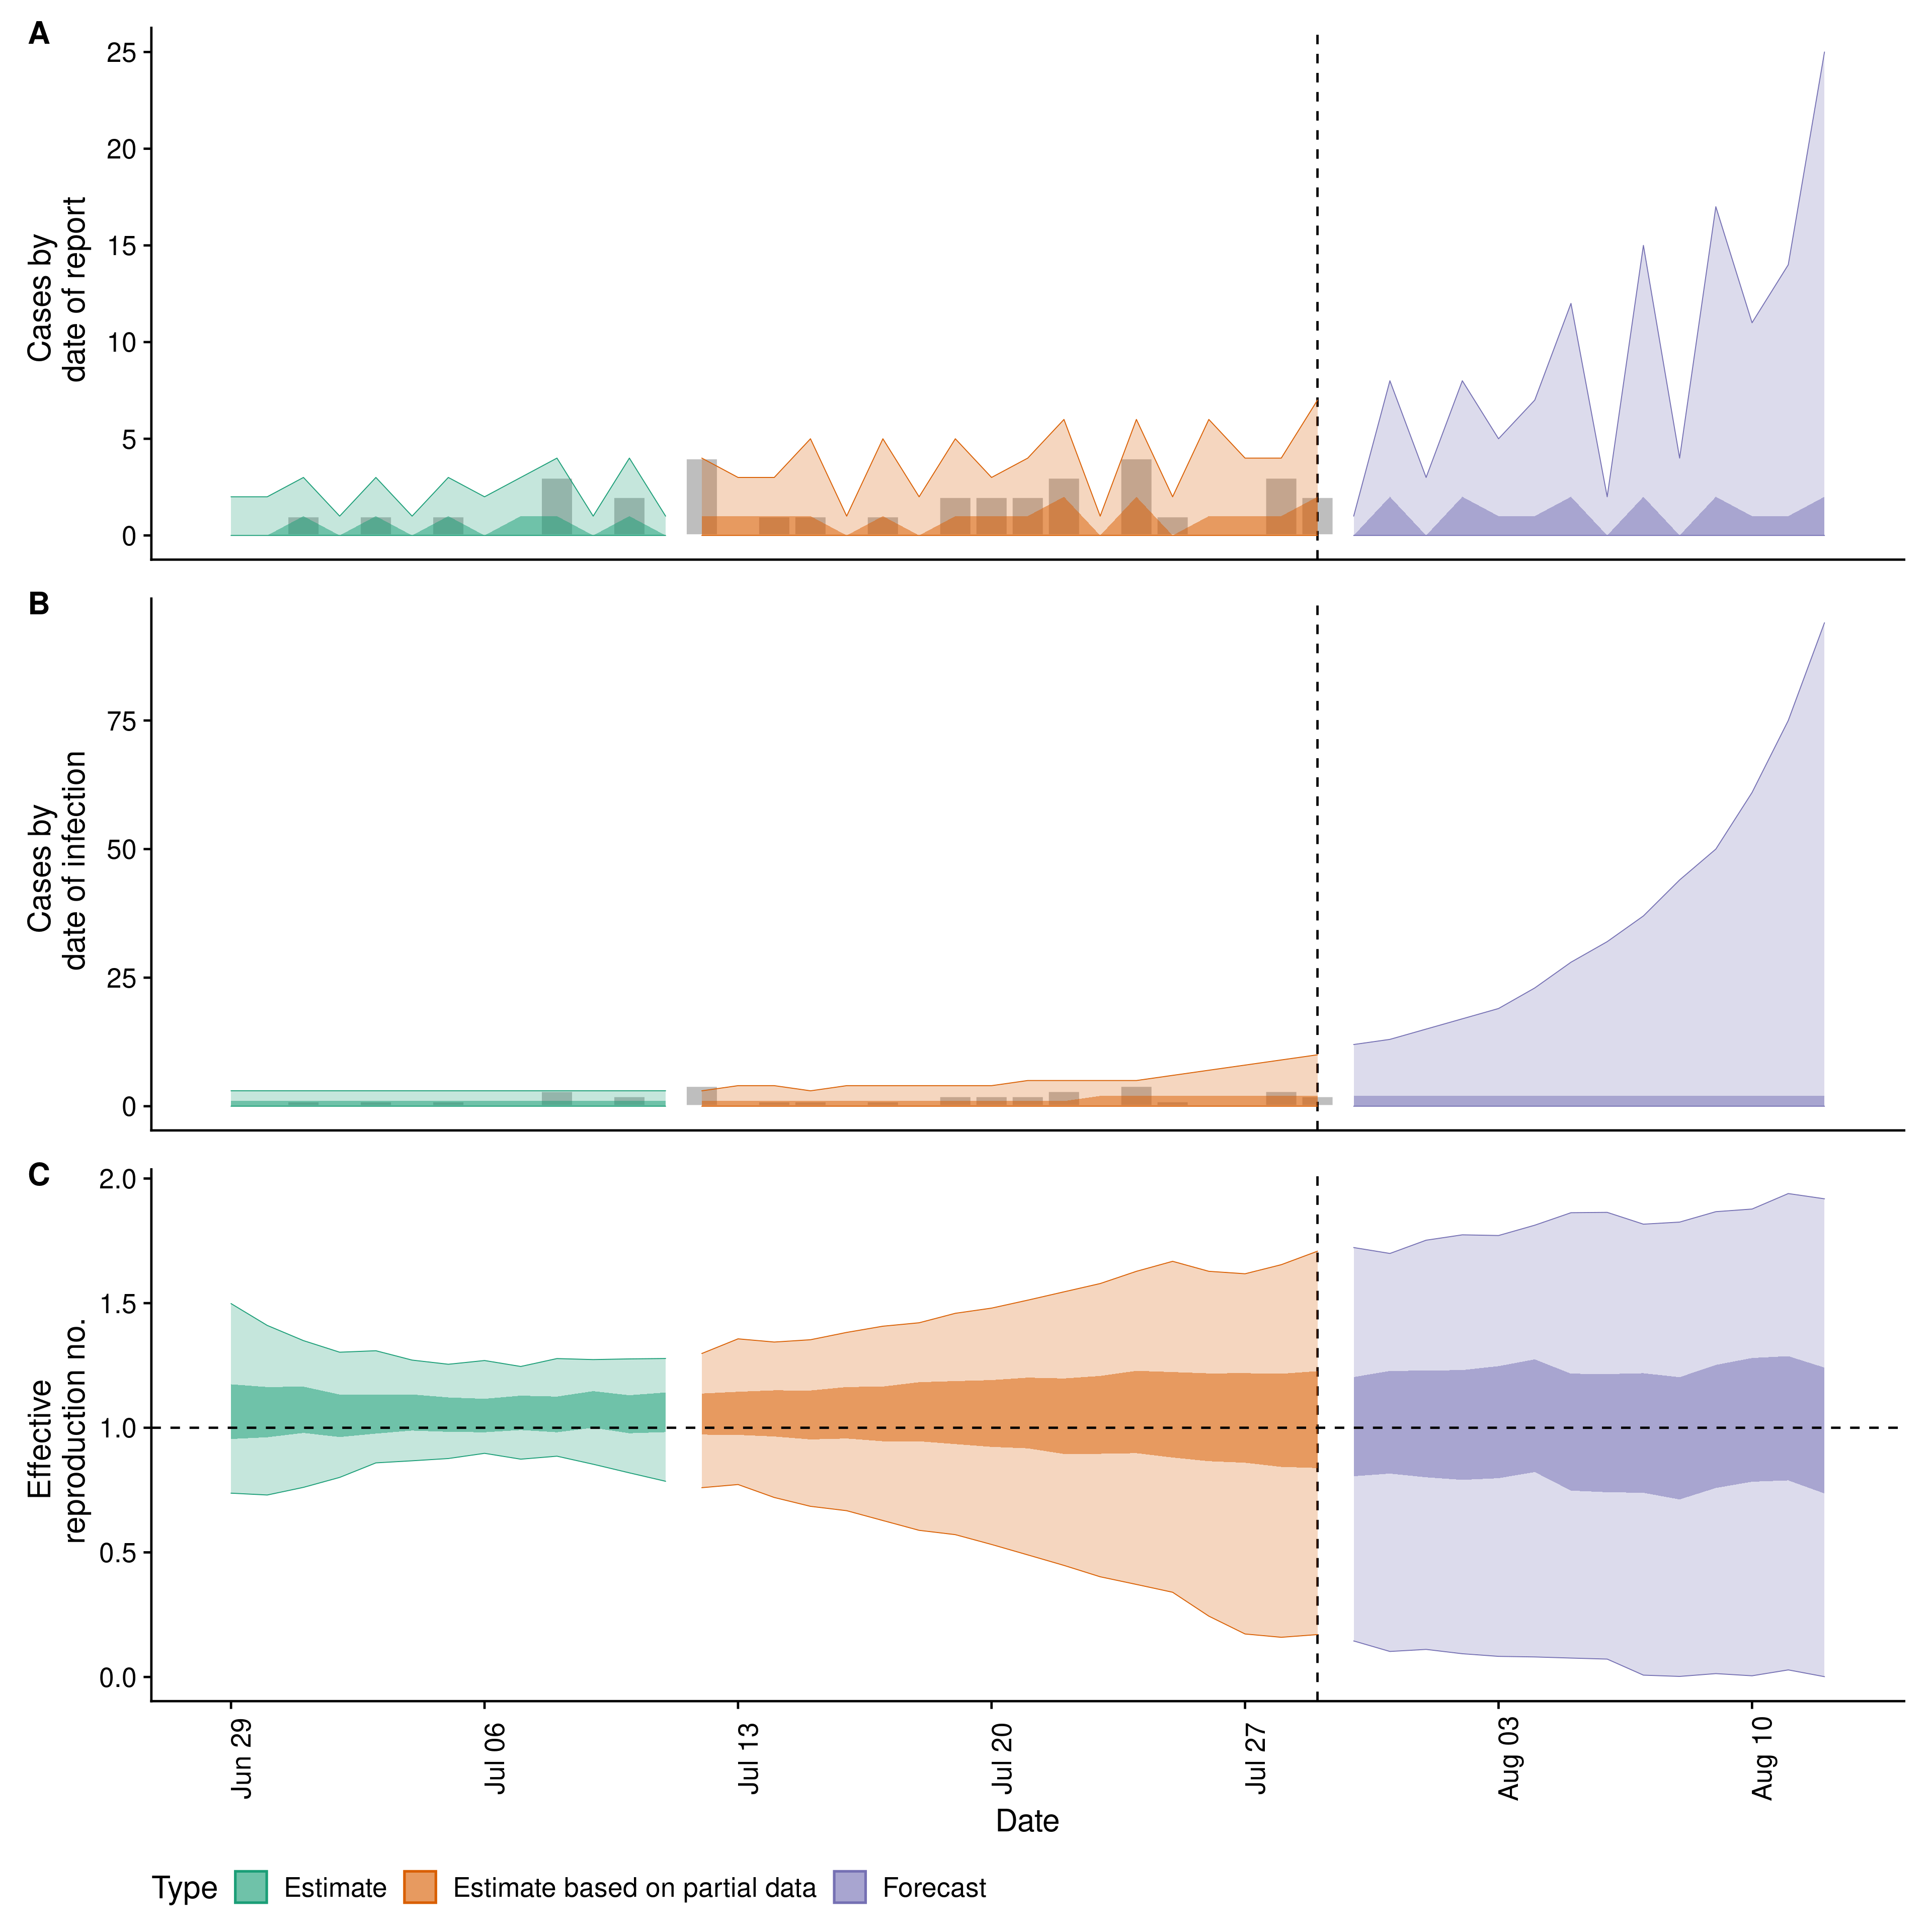 A
Cases by
date of report
25
20
15
10
5
0
B
Cases by
date of infection
75
50
25
0
C
Effective
reproduction no.
2.0
1.5
1.0
0.5
0.0
Jun 29
Jul 06
Jul 13
Jul 20
Jul 27
Aug 03
Aug 10
Date
Type Estimate Estimate based on partial data Forecast